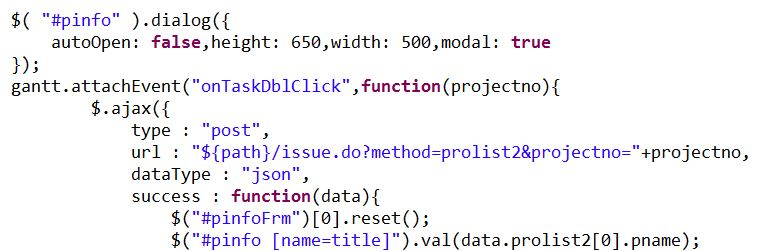 $( "#pinfo" ).dialog({
autoOpen: false,height: 650,width: 500,modal: true
});
gantt.attachEvent("onTaskDblClick",function(projectno){
$.ajax({
type : "post",
url : "${path}/issue.do?method=prolist2&projectno="+projectno,
dataType : "json",
success : function(data){
$("#pinfoFrm")[0].reset();
$("#pinfo [name=title]").val(data.prolist2[0].pname);